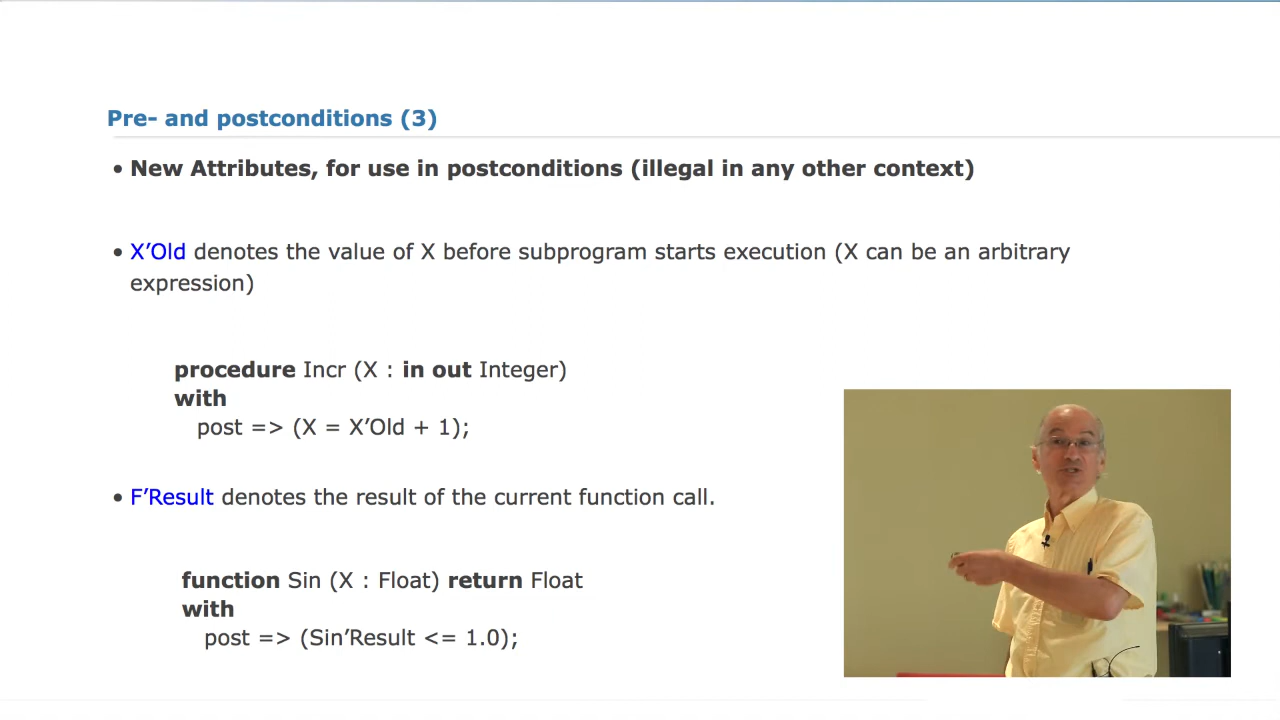 Pre- and postconditions (3)
• New Attributes, for use in postconditions (illegal in any other context)
• X’Old denotes the value of X before subprogram starts execution (X can be an arbitrary
expression)
procedure Incr (X : in out Integer)
with
post => (X = X’Old + 1);
• F’Result denotes the result of the current function call.
function Sin (X : Float) return Float
with
post => (Sin’Result <= 1.0);